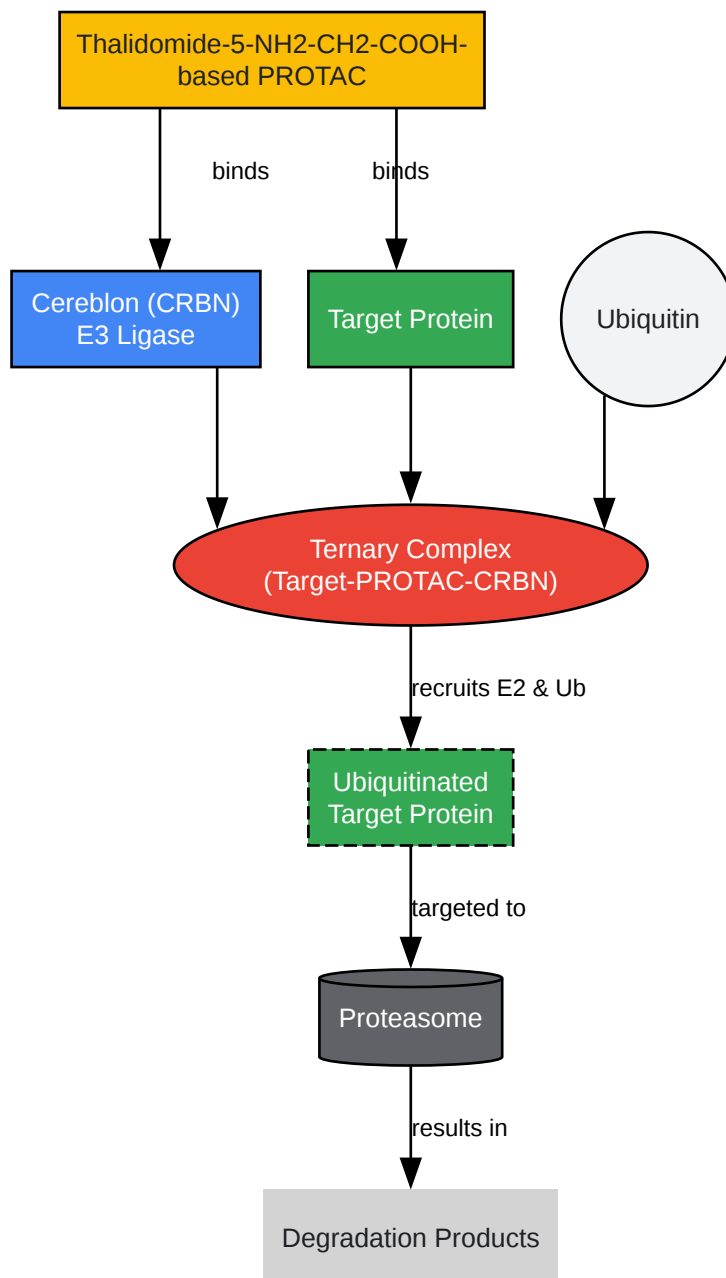 Thalidomide-5-NH2-CH2-COOH-
based PROTAC
binds
binds
Cereblon (CRBN)
E3 Ligase
Target Protein
Ubiquitin
Ternary Complex
(Target-PROTAC-CRBN)
recruits E2 & Ub
Ubiquitinated
Target Protein
targeted to
Proteasome
results in
Degradation Products